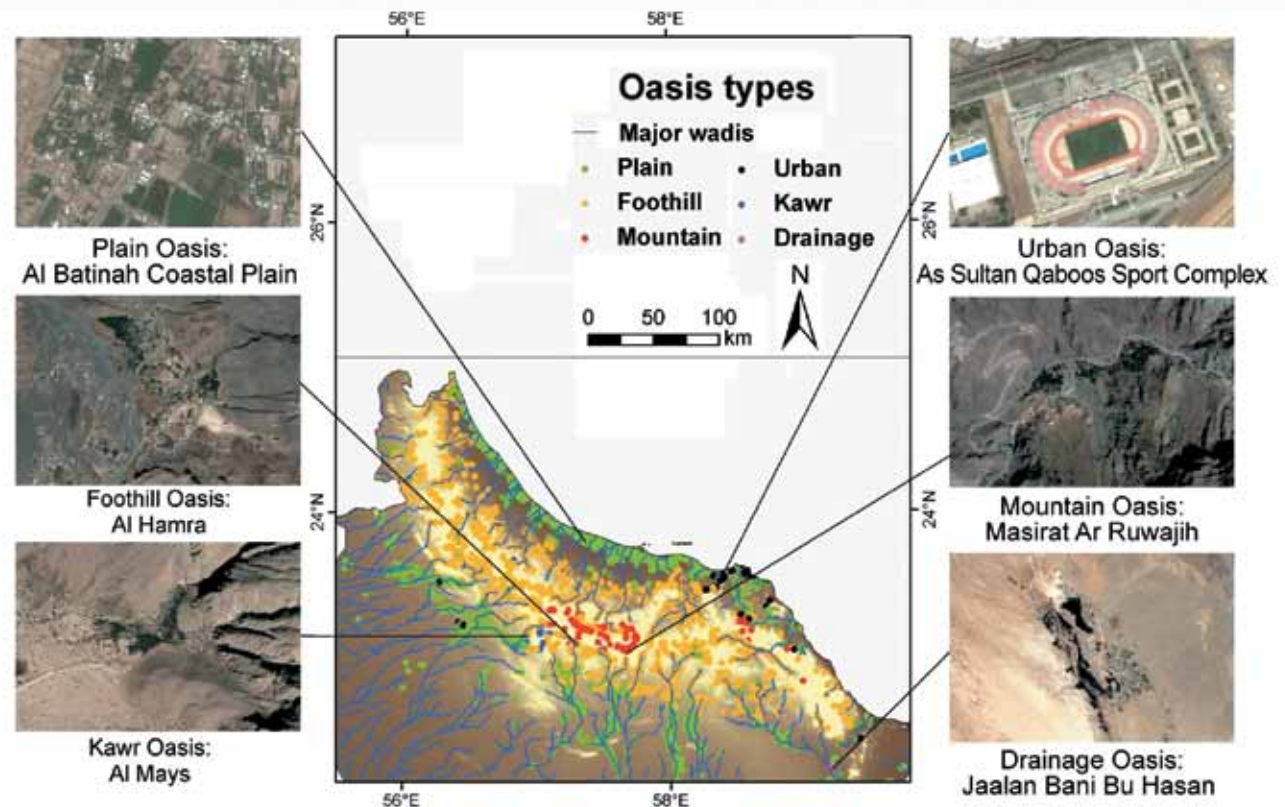 56°E
58°E
Oasis types
Major wadis
Plain
Foothill
Mountain
Urban
Kawr
Drainage
N
0 50 100
km
26°N
26°N
24°N
24°N
56°E
58°E
Plain Oasis:
Al Batinah Coastal Plain
Foothill Oasis:
Al Hamra
Kawr Oasis:
Al Mays
Urban Oasis:
As Sultan Qaboos Sport Complex
Mountain Oasis:
Masirat Ar Ruwajih
Drainage Oasis:
Jaalan Bani Bu Hasan